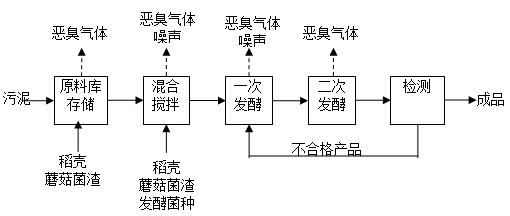 恶臭气体
恶臭气体
噪声
恶臭气体
噪声
恶臭气体
污泥
原料库
存储
混合
搅拌
一次
发酵
二次
发酵
检测
成品
不合格产品
稻壳
蘑菇菌渣
稻壳
蘑菇菌渣
发酵菌种